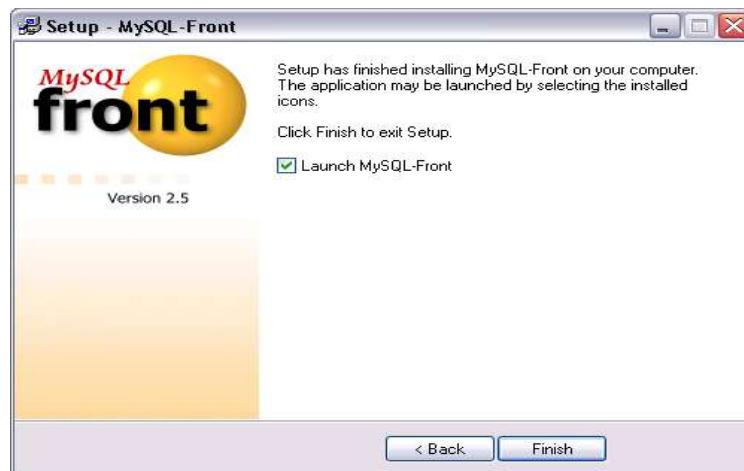 Setup - MySQL-Front
MySQL
front
Version 2.5
Setup has finished installing MySQL-Front on your computer.
The application may be launched by selecting the installed
icons.
Click Finish to exit Setup.
Launch MySQL-Front
< Back
Finish